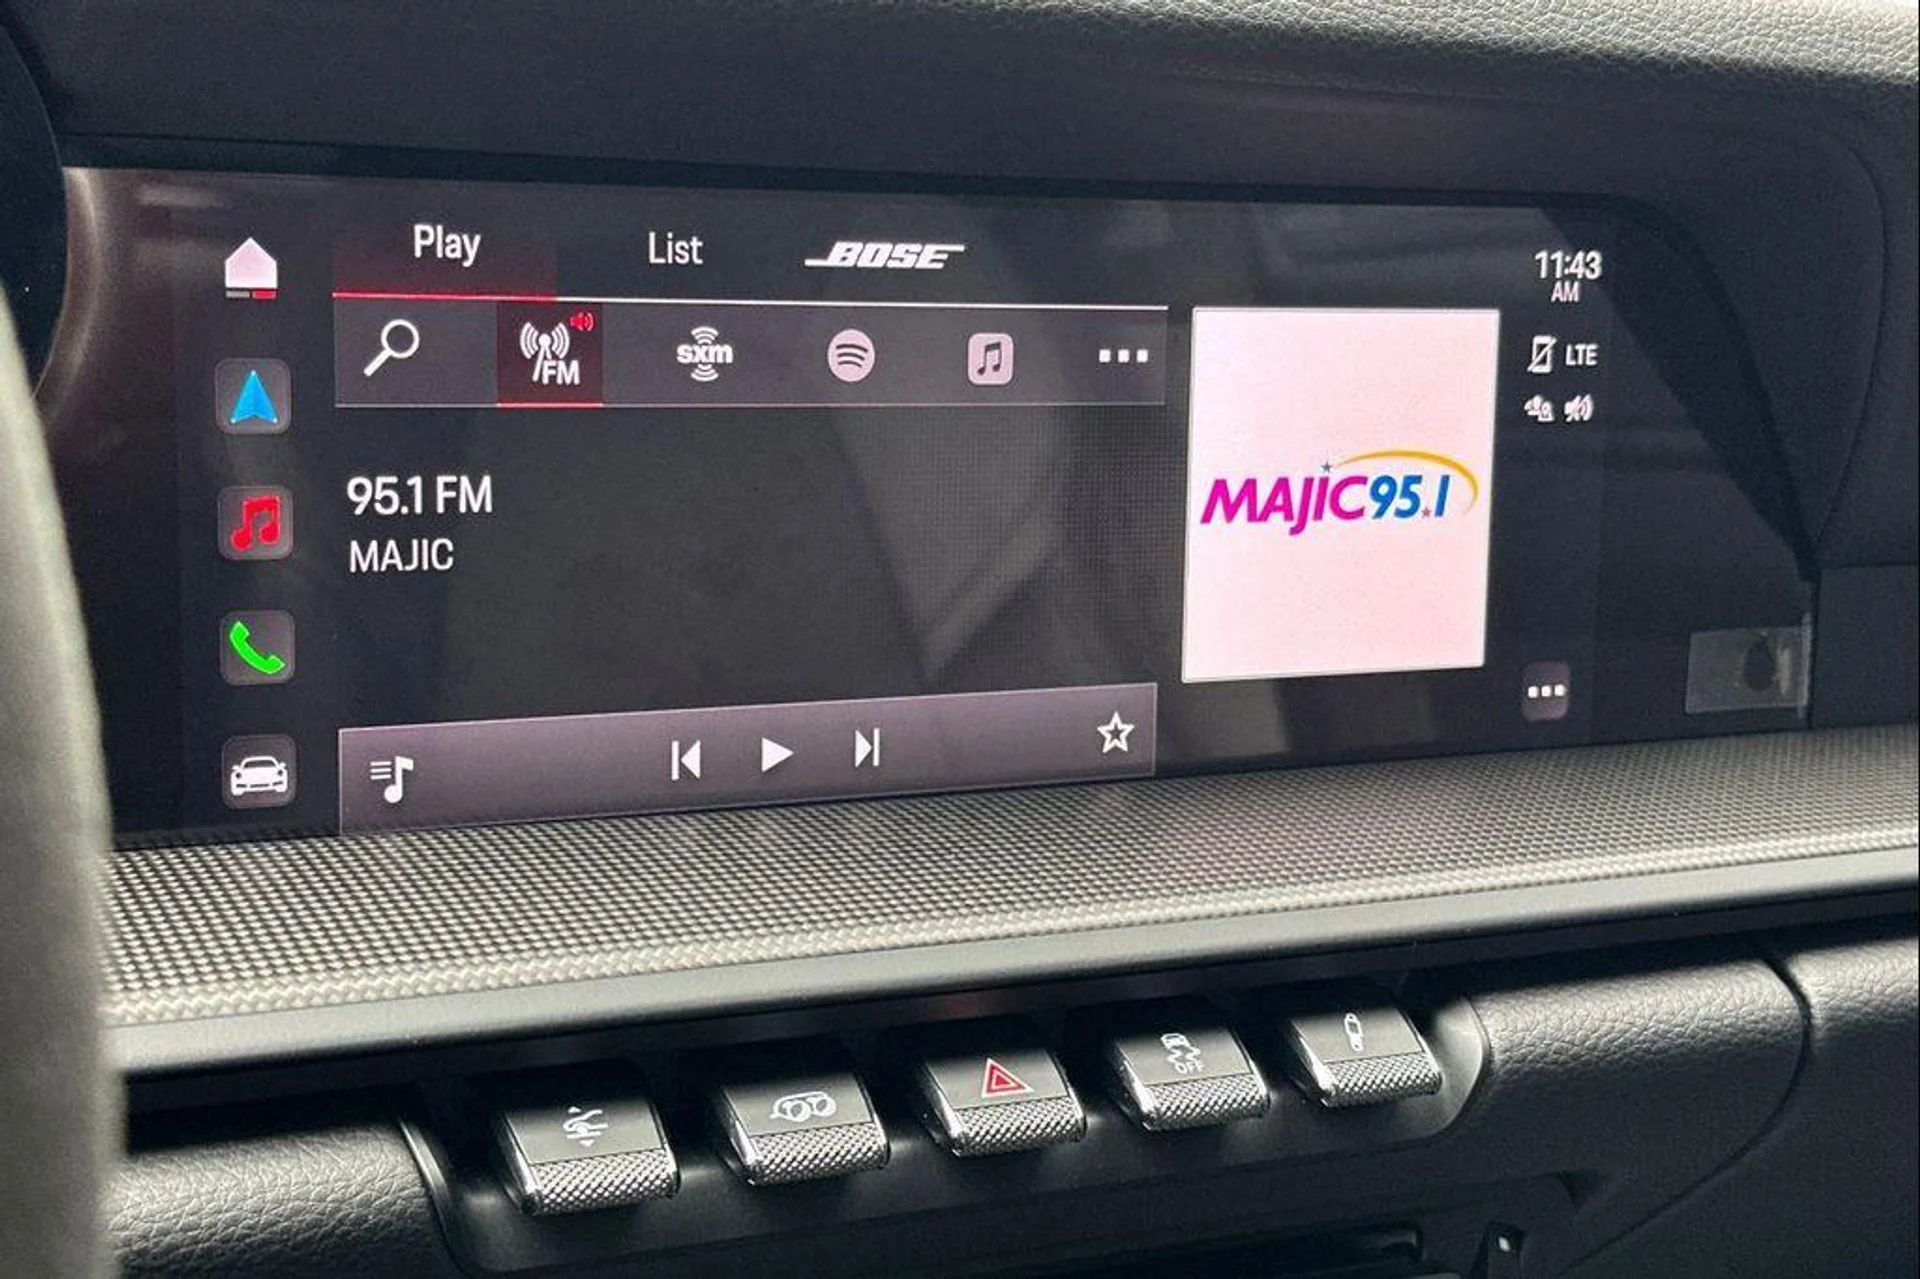 Play
List
BOSE
11:43
AM
FM
sxm
LTE
95.1 FM
MAJIC
MAJIC95.1
OFF